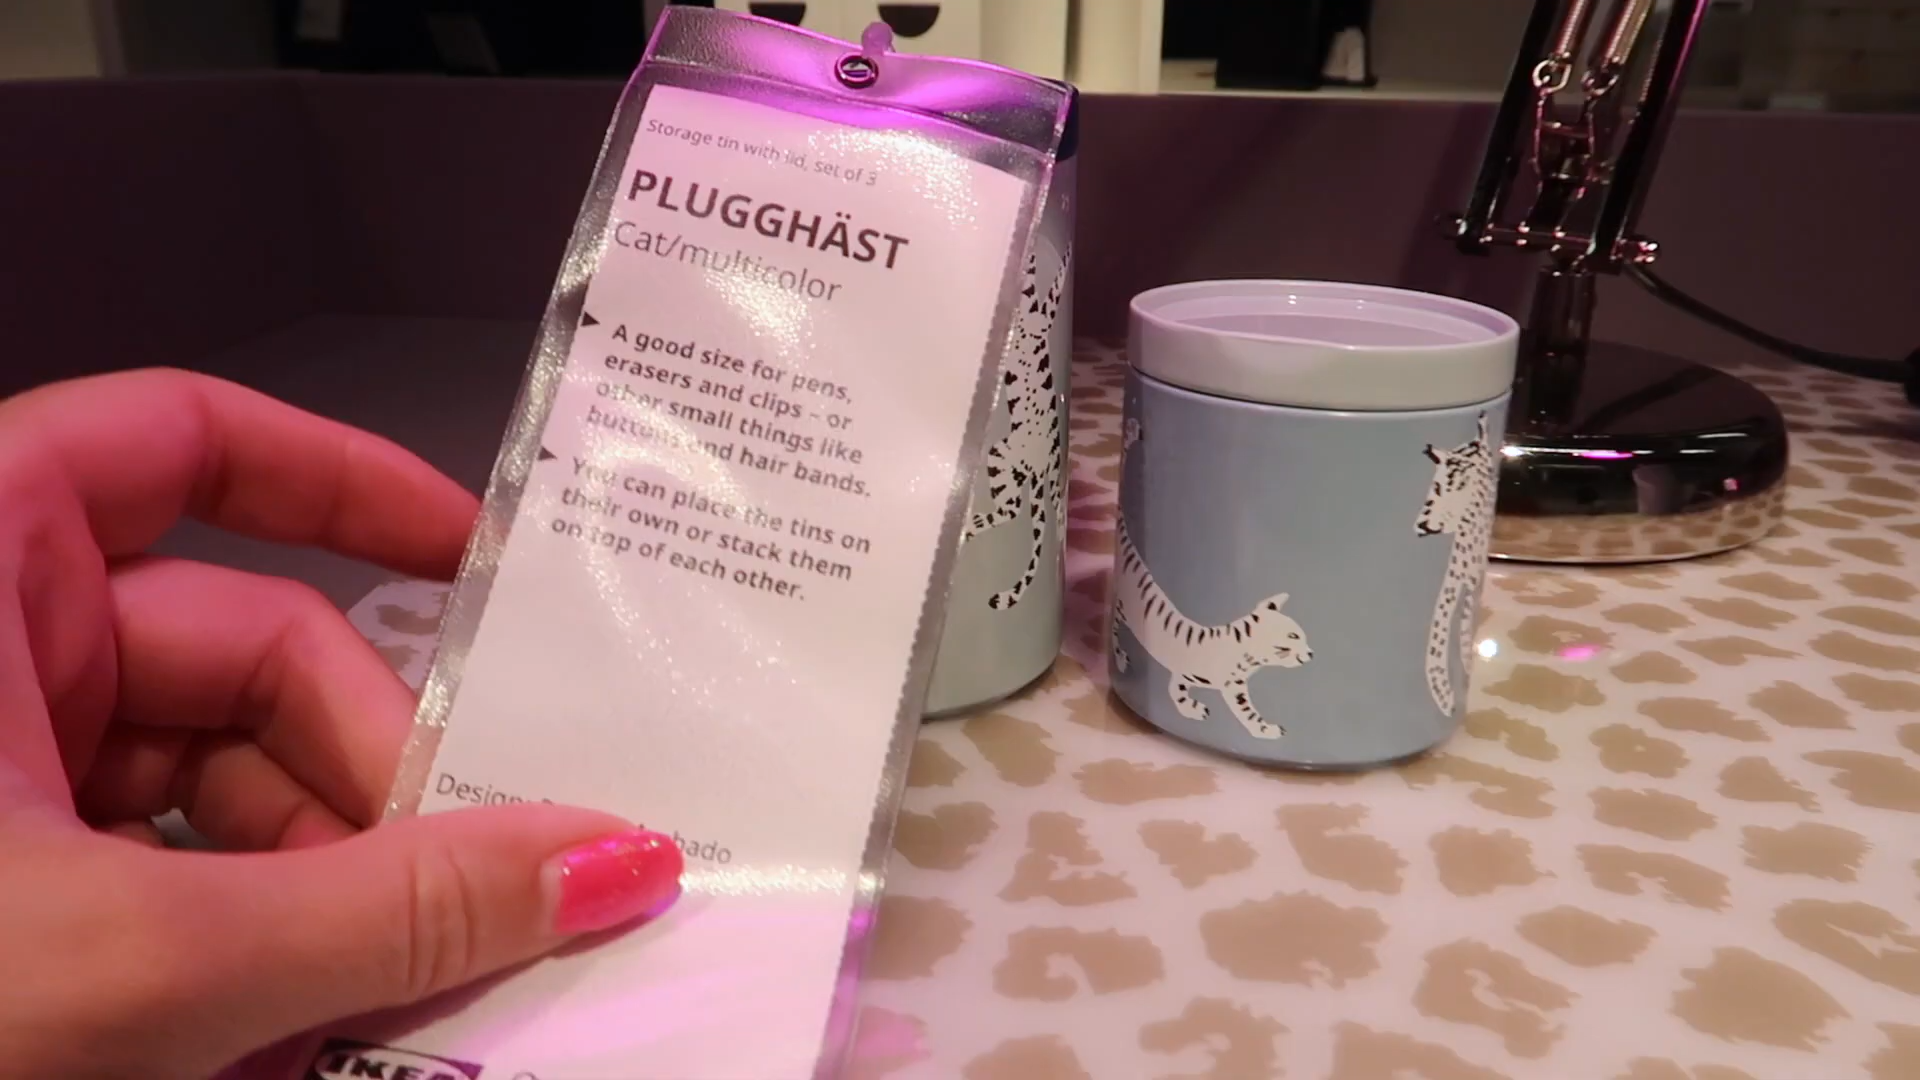 Storage tin with lid, set of 3
PLUGGHÄST
Cat/multicolor
A good size for pens,
erasers and clips – or
other small things like
buttons and hair bands.
You can place the tins on
their own or stack them
on top of each other.
Design:
IKEA